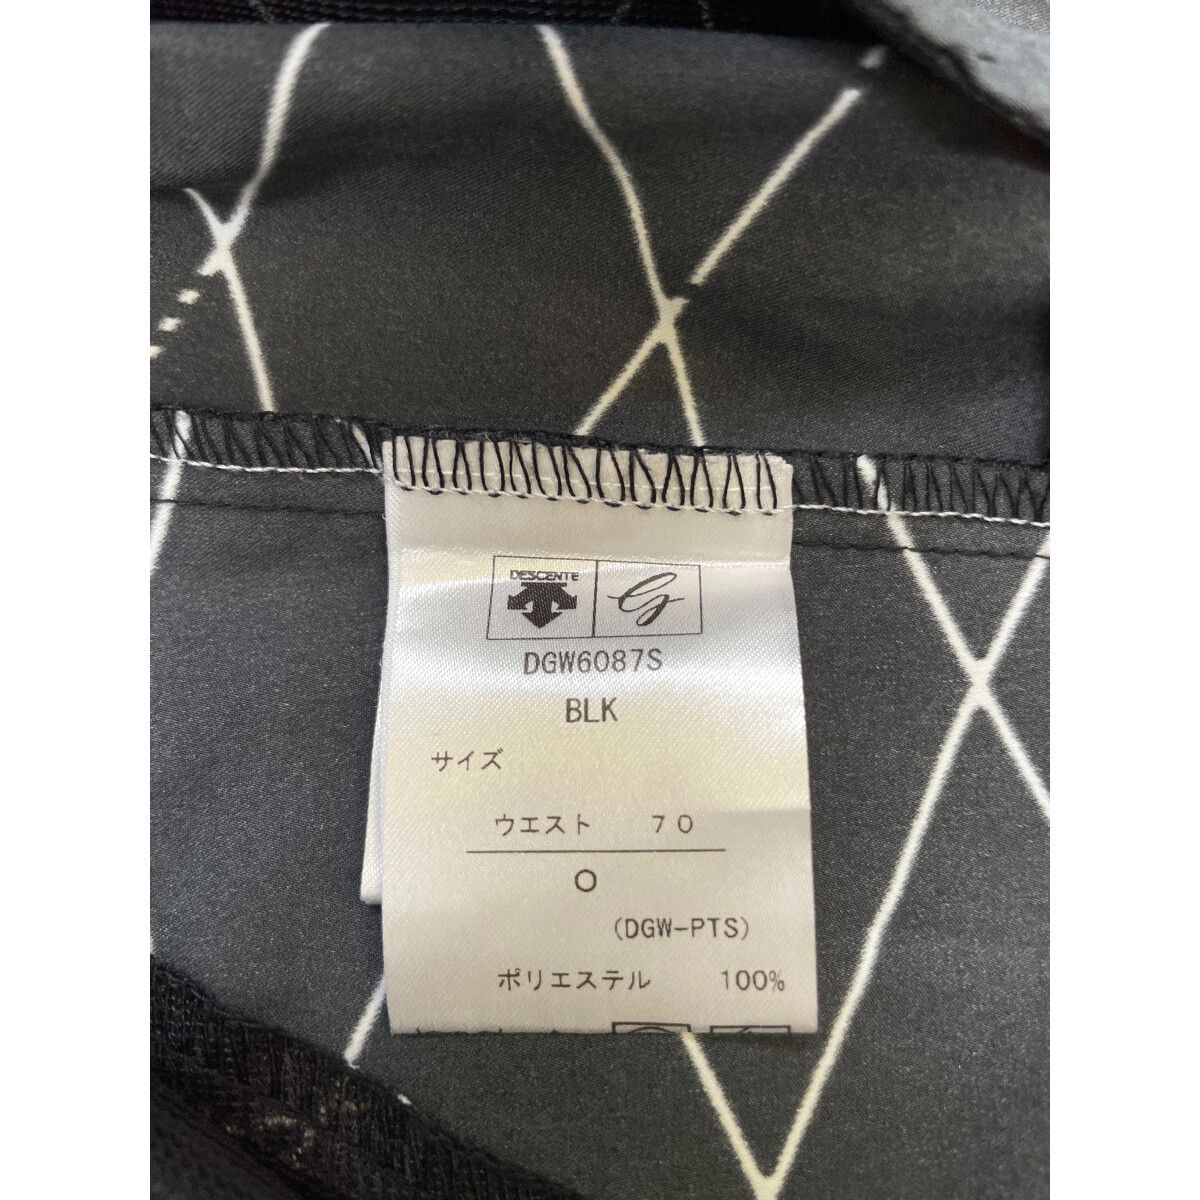 DESCENTE
DGW6087S
BLK
サイズ
ウエスト 70
O
(DGW-PTS)
ポリエステル 100%